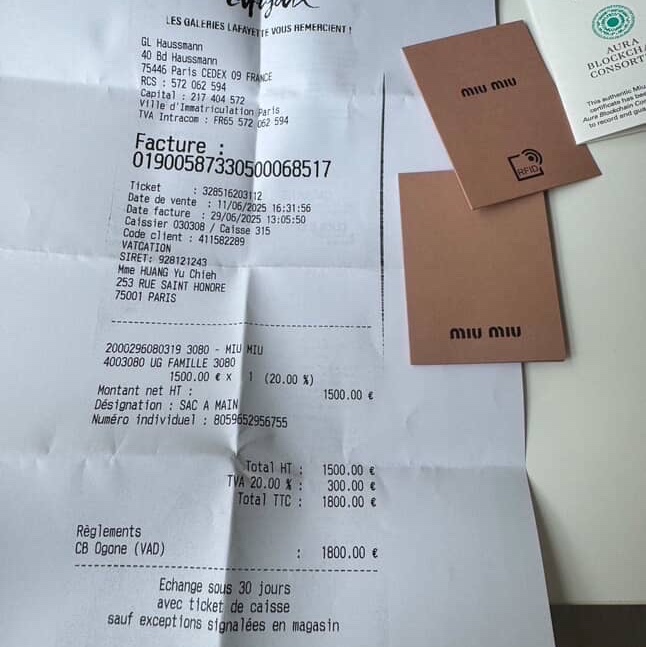 LES GALERIES LAFAYETTE VOUS REMERCIENT !
GL Haussmann
40 Bd Haussmann
75446 Paris CEDEX 09 FRANCE
RCS : 572 062 594
Capital : 217 404 572
Ville d'Immatriculation Paris
TVA Intracom : FR65 572 062 594
Facture :
01900587330500068517
Ticket : 328516203112
Date de vente : 11/06/2025 16:31:56
Date facture : 29/06/2025 13:05:50
Caissier 030308 / Caisse 315
Code client : 411582289
VATCATION
SIRET: 928121243
Mme HUANG Yu Chieh
253 RUE SAINT HONORE
75001 PARIS
2000296080319 3080 - MIU MIU
4003080 UG FAMILLE 3080
1500.00 € x 1 (20.00 %)
Montant net HT : 1500.00 €
Désignation : SAC A MAIN
Numéro individuel : 8059652956755
Total HT : 1500.00 €
TVA 20.00 % : 300.00 €
Total TTC : 1800.00 €
Règlements
CB Ogone (VAD) : 1800.00 €
Echange sous 30 jours
avec ticket de caisse
sauf exceptions signalées en magasin
miu miu
RFID
miu miu
AURA
BLOCKCHA
CONSORT
This authentic Miu
certificate has be
Aura Blockchain Con
to record and gua